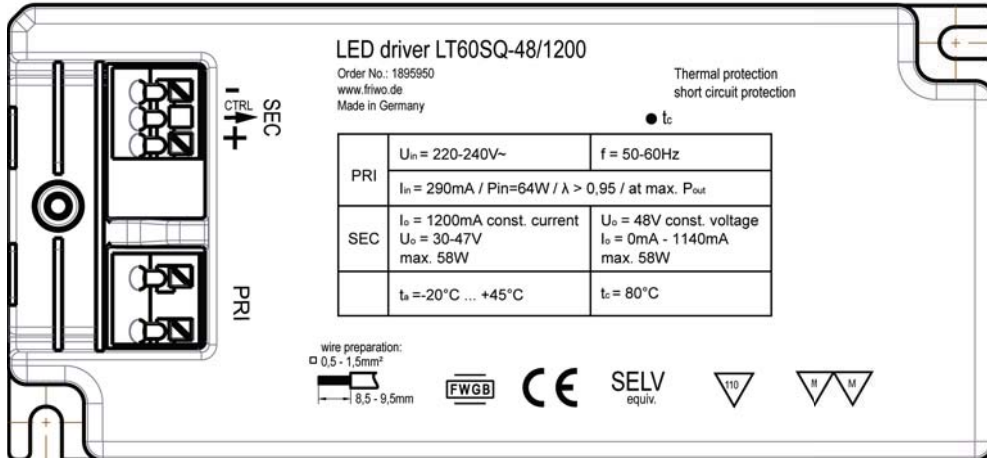 LED driver LT60SQ-48/1200
Order No.: 1895950
www.friwo.de
Made in Germany
Thermal protection
short circuit protection
tc
-
CTRL
+
SEC
PRI
PRI
Uin = 220-240V~
f = 50-60Hz
Iin = 290mA / Pin=64W / λ > 0,95 / at max. Pout
SEC
Io = 1200mA const. current
Uo = 30-47V
max. 58W
Uo = 48V const. voltage
Io = 0mA - 1140mA
max. 58W
ta =-20°C ... +45°C
tc = 80°C
wire preparation:
0,5 - 1,5mm²
8,5 - 9,5mm
FWGB
CE
SELV
equiv.
110
M M